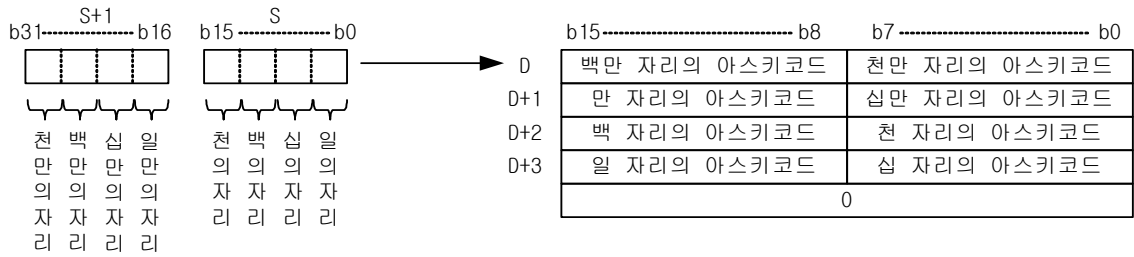 S+1
b31 b16
S
b15 b0
천만의자리
백만의자리
십만의자리
일만의자리
천의자리
백의자리
십의자리
일의자리
b15 b8 b7 b0
D 백만 자리의 아스키코드 천만 자리의 아스키코드
D+1 만 자리의 아스키코드 십만 자리의 아스키코드
D+2 백 자리의 아스키코드 천 자리의 아스키코드
D+3 일 자리의 아스키코드 십 자리의 아스키코드
0